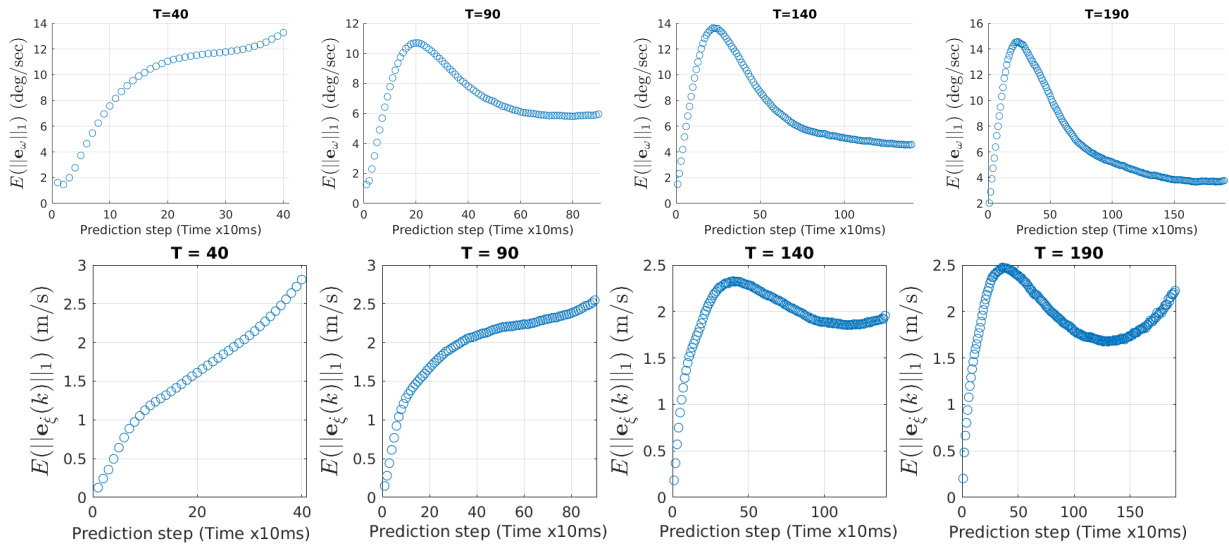 T=40
14
12
10
8
6
4
2
0
0 10 20 30 40
E(||e_ω||_1) (deg/sec)
Prediction step (Time x10ms)
T=90
12
10
8
6
4
2
0
0 20 40 60 80
E(||e_ω||_1) (deg/sec)
Prediction step (Time x10ms)
T=140
14
12
10
8
6
4
2
0
0 50 100
E(||e_ω||_1) (deg/sec)
Prediction step (Time x10ms)
T=190
16
14
12
10
8
6
4
2
0 50 100 150
E(||e_ω||_1) (deg/sec)
Prediction step (Time x10ms)
T = 40
3
2.5
2
1.5
1
0.5
0
0 20 40
E(||e_ξ̇(k)||_1) (m/s)
Prediction step (Time x10ms)
T = 90
3
2.5
2
1.5
1
0.5
0
0 20 40 60 80
E(||e_ξ̇(k)||_1) (m/s)
Prediction step (Time x10ms)
T = 140
2.5
2
1.5
1
0.5
0
0 50 100
E(||e_ξ̇(k)||_1) (m/s)
Prediction step (Time x10ms)
T = 190
2.5
2
1.5
1
0.5
0
0 50 100 150
E(||e_ξ̇(k)||_1) (m/s)
Prediction step (Time x10ms)